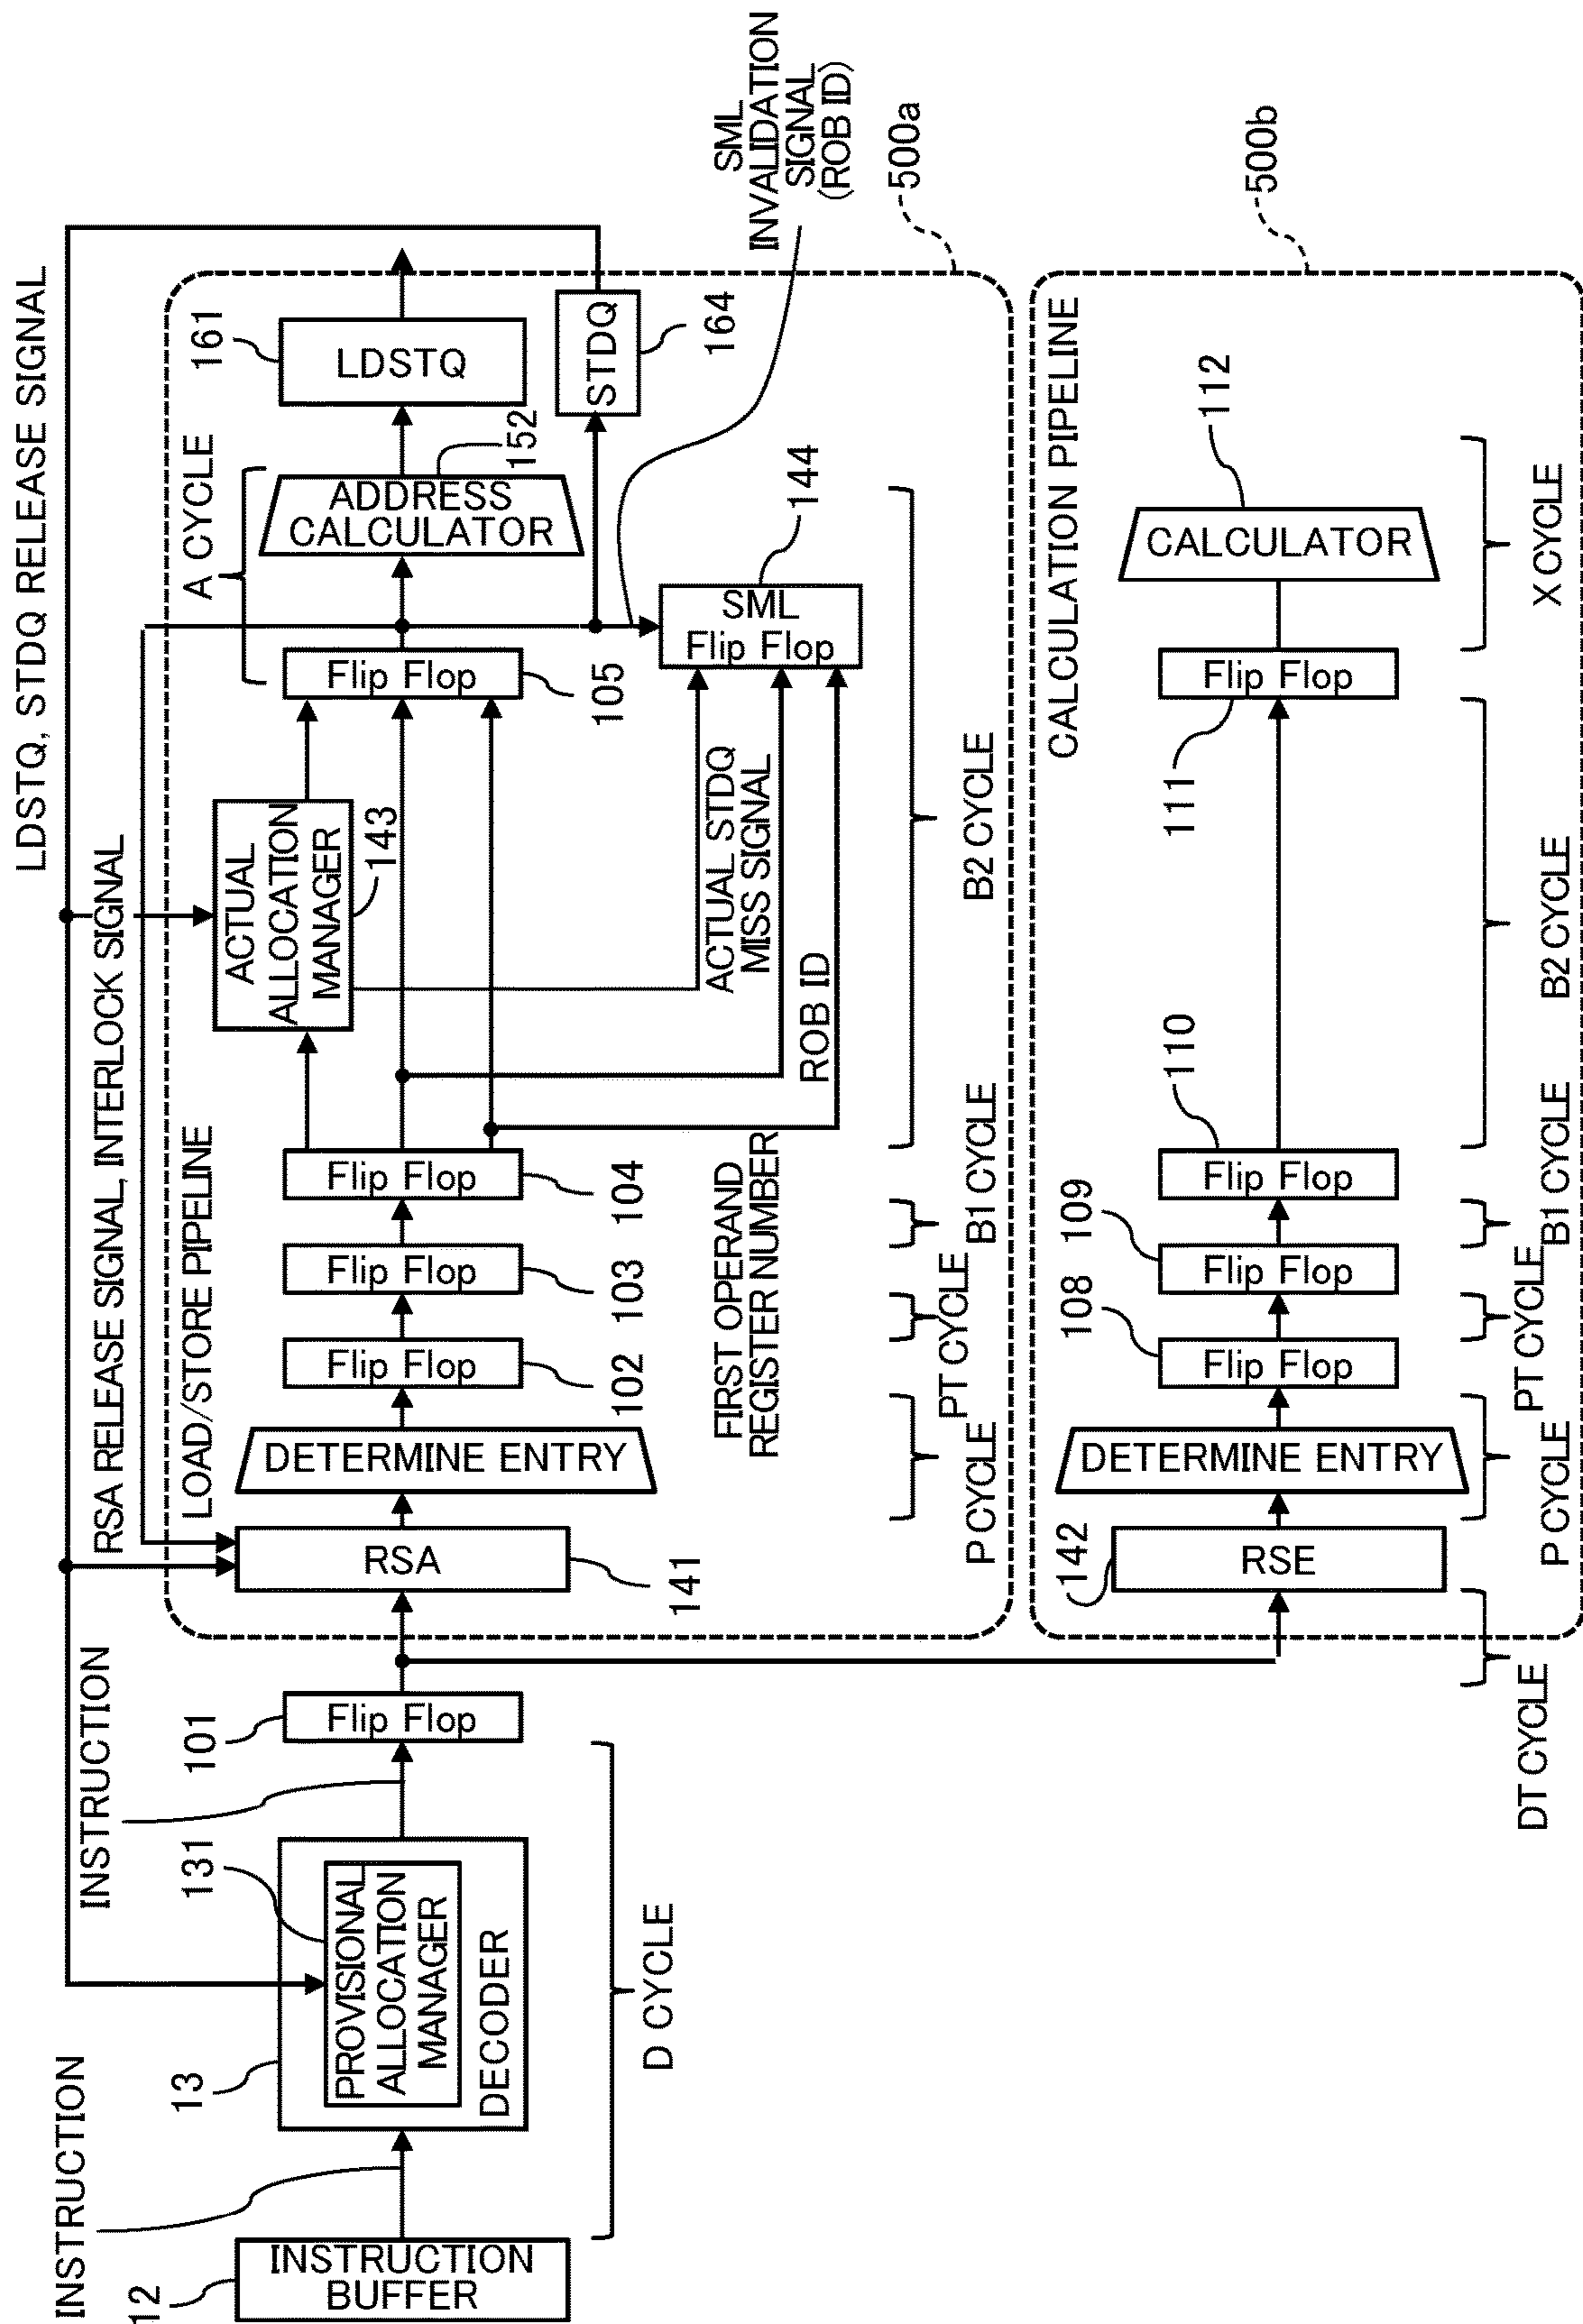 LDSTQ, STDQ RELEASE SIGNAL
RSA RELEASE SIGNAL, INTERLOCK SIGNAL
INSTRUCTION
INSTRUCTION
12
INSTRUCTION
BUFFER
13
131
PROVISIONAL
ALLOCATION
MANAGER
DECODER
D CYCLE
101
Flip Flop
DT CYCLE
LOAD/STORE PIPELINE
RSA
141
DETERMINE ENTRY
P CYCLE
Flip Flop
102
PT CYCLE
Flip Flop
103
B1 CYCLE
Flip Flop
104
FIRST OPERAND
REGISTER NUMBER
ACTUAL
ALLOCATION
MANAGER
143
ACTUAL STDQ
MISS SIGNAL
ROB ID
B2 CYCLE
Flip Flop
105
A CYCLE
ADDRESS
CALCULATOR
152
161
LDSTQ
STDQ
164
SML
Flip Flop
144
SML
INVALIDATION
SIGNAL
(ROB ID)
500a
CALCULATION PIPELINE
142
RSE
DETERMINE ENTRY
P CYCLE
108
Flip Flop
PT CYCLE
109
Flip Flop
B1 CYCLE
110
Flip Flop
B2 CYCLE
111
Flip Flop
112
CALCULATOR
X CYCLE
500b